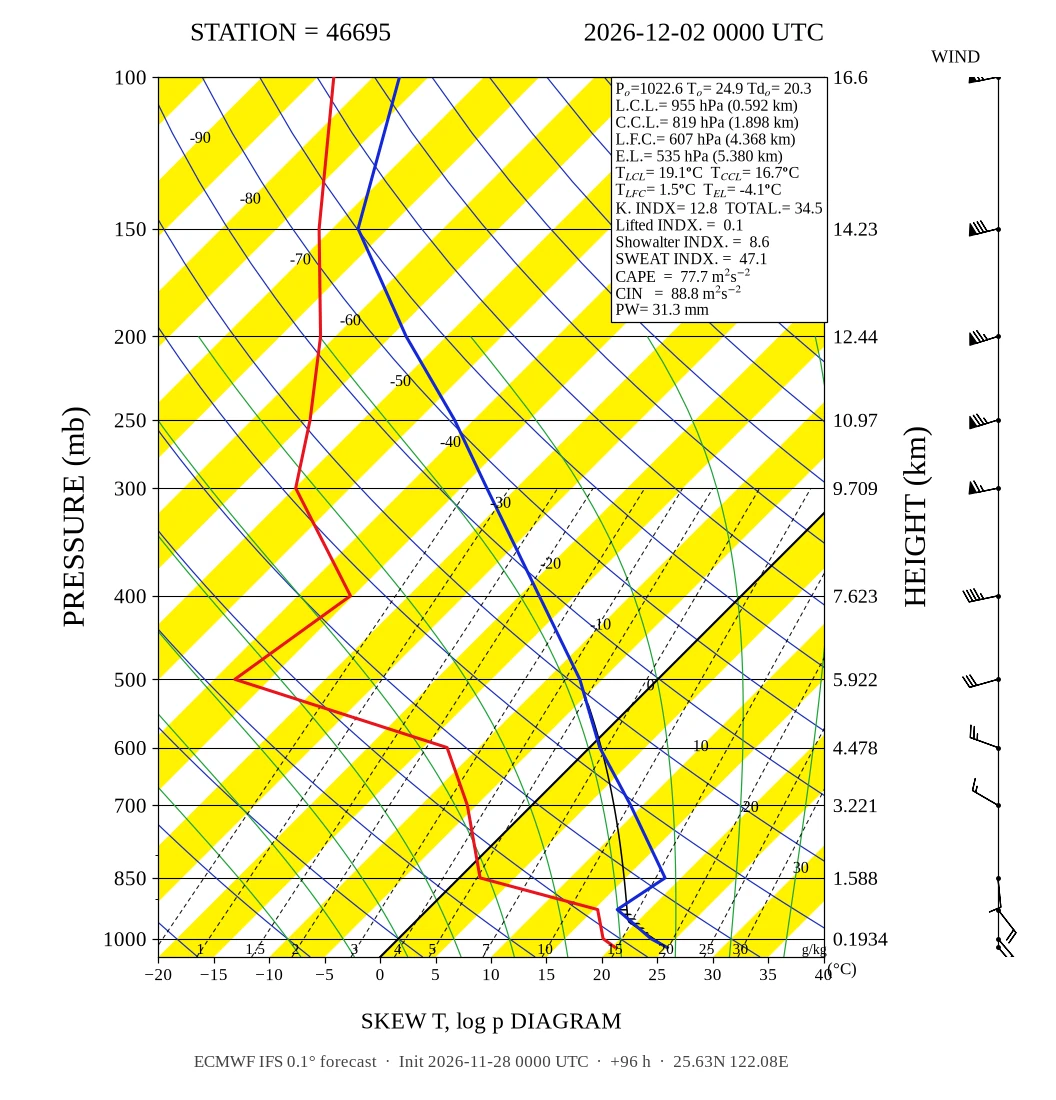 STATION = 46695
2026-12-02 0000 UTC
WIND
100
16.6
Pₒ=1022.6 Tₒ= 24.9 Tdₒ= 20.3
L.C.L.= 955 hPa (0.592 km)
C.C.L.= 819 hPa (1.898 km)
L.F.C.= 607 hPa (4.368 km)
E.L.= 535 hPa (5.380 km)
T_LCL= 19.1°C T_CCL= 16.7°C
T_LFC= 1.5°C T_EL= -4.1°C
K. INDX= 12.8 TOTAL.= 34.5
Lifted INDX. = 0.1
Showalter INDX. = 8.6
SWEAT INDX. = 47.1
CAPE = 77.7 m²s⁻²
CIN = 88.8 m²s⁻²
PW= 31.3 mm
-90
-80
150
14.23
-70
-60
200
12.44
-50
250
10.97
-40
300
9.709
-30
-20
400
7.623
-10
500
5.922
0
600
4.478
10
700
3.221
20
850
1.588
30
1000
0.1934
PRESSURE (mb)
HEIGHT (km)
1 1.5 2 3 4 5 7 10 15 20 25 30 g/kg
−20 −15 −10 −5 0 5 10 15 20 25 30 35 40 (°C)
SKEW T, log p DIAGRAM
ECMWF IFS 0.1° forecast · Init 2026-11-28 0000 UTC · +96 h · 25.63N 122.08E